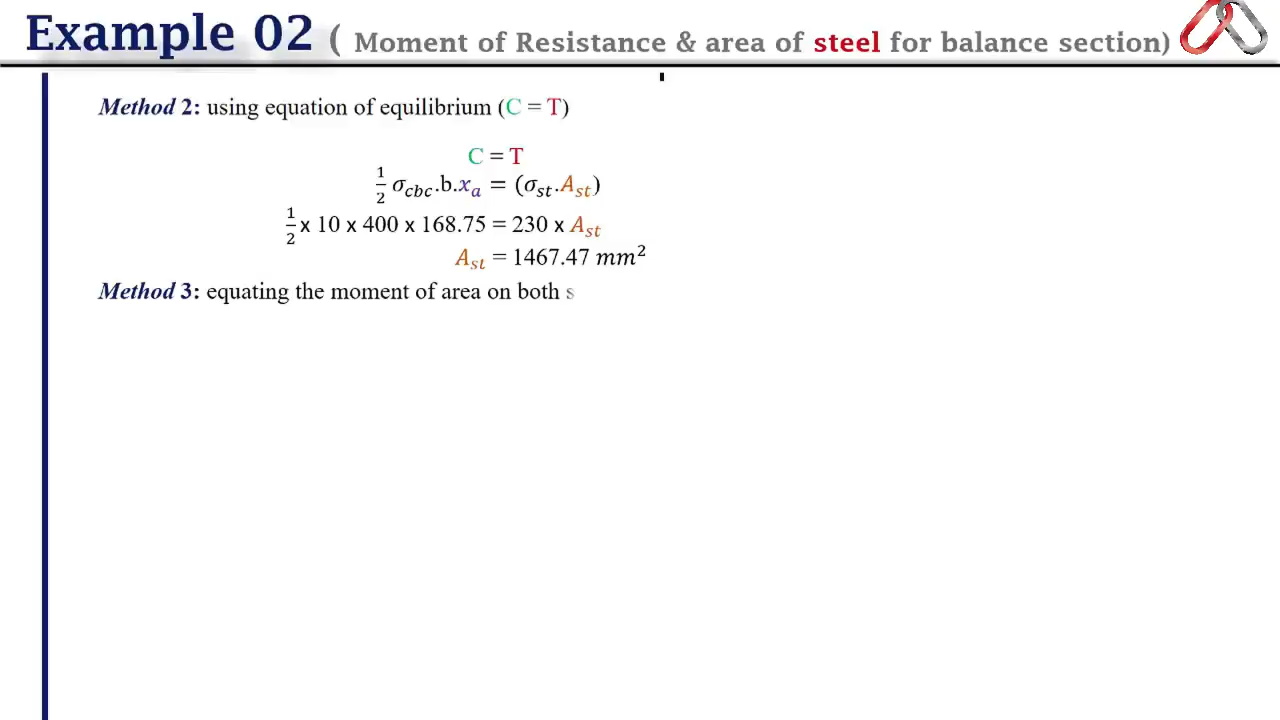 Example 02 ( Moment of Resistance & area of steel for balance section)
Method 2: using equation of equilibrium (C = T)
C = T
½ σcbc.b.xa = (σst.Ast)
½ x 10 x 400 x 168.75 = 230 x Ast
Ast = 1467.47 mm²
Method 3: equating the moment of area on both s